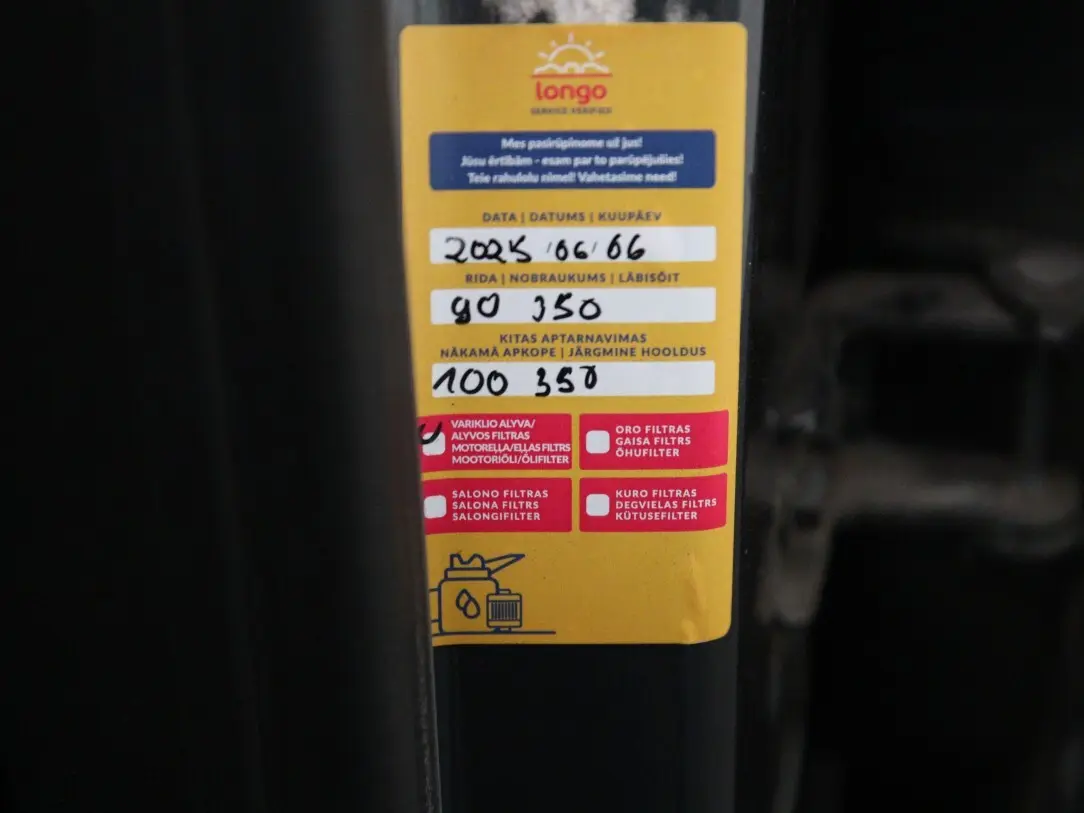 longo
SERVICE VERIFIED
Mes pasirūpinome už jus!
Jūsu ērtībām - esam par to parūpējušies!
Teie rahulolu nimel! Vahetasime need!
DATA | DATUMS | KUUPÄEV
2025/06/06
RIDA | NOBRAUKUMS | LÄBISÕIT
90 350
KITAS APTARNAVIMAS
NĀKAMĀ APKOPE | JÄRGMINE HOOLDUS
100 350
VARIKLIO ALYVA/
ALYVOS FILTRAS
MOTOREĻĻA/EĻĻAS FILTRS
MOOTORIÕLI/ÕLIFILTER
ORO FILTRAS
GAISA FILTRS
ÕHUFILTER
SALONO FILTRAS
SALONA FILTRS
SALONGIFILTER
KURO FILTRAS
DEGVIELAS FILTRS
KÜTUSEFILTER